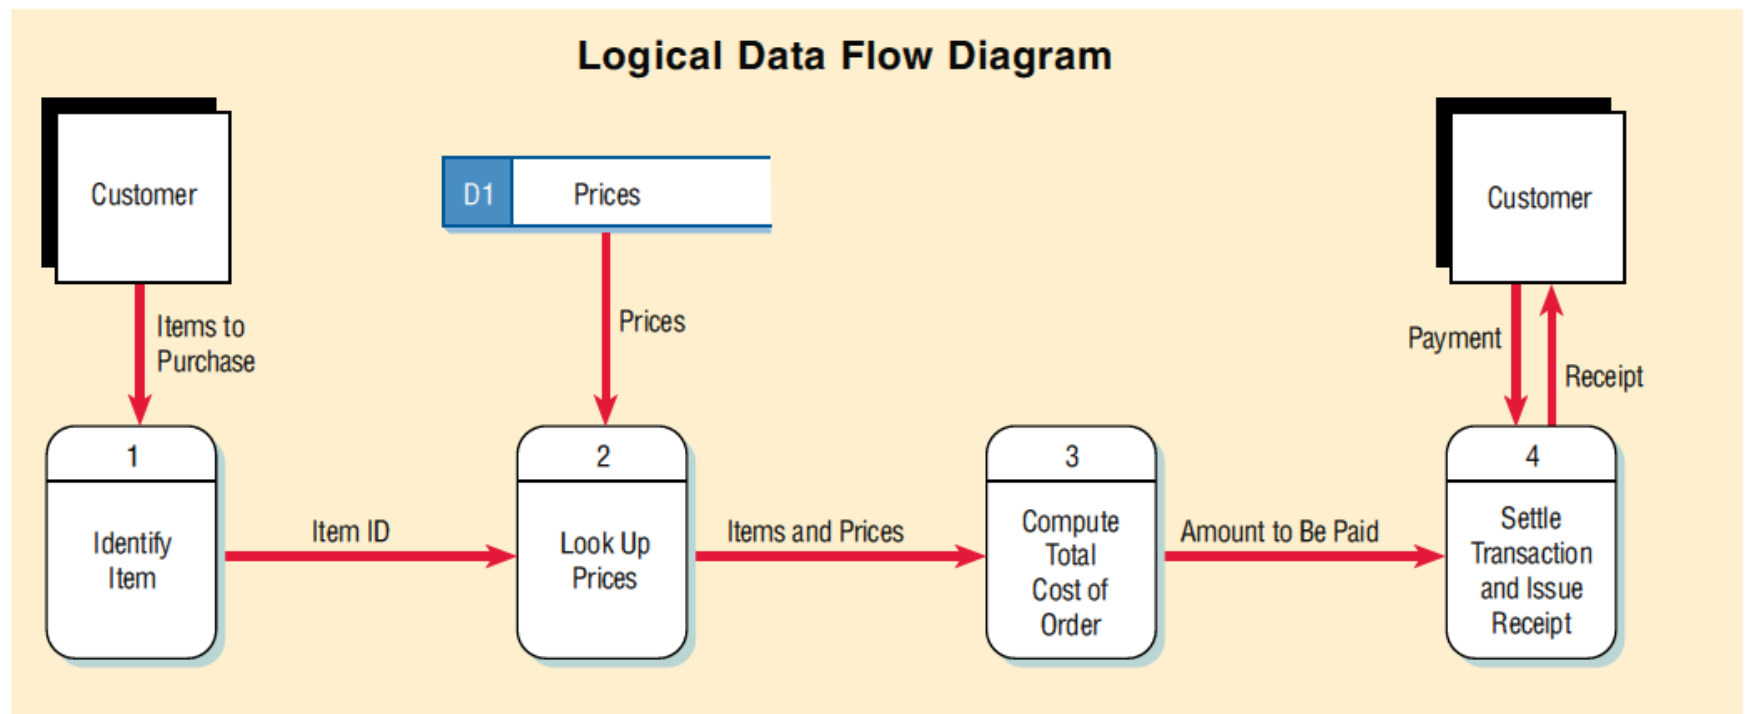 Logical Data Flow Diagram
Customer
D1 Prices
Customer
Items to
Purchase
Prices
Payment
Receipt
1
Identify
Item
Item ID
2
Look Up
Prices
Items and Prices
3
Compute
Total
Cost of
Order
Amount to Be Paid
4
Settle
Transaction
and Issue
Receipt